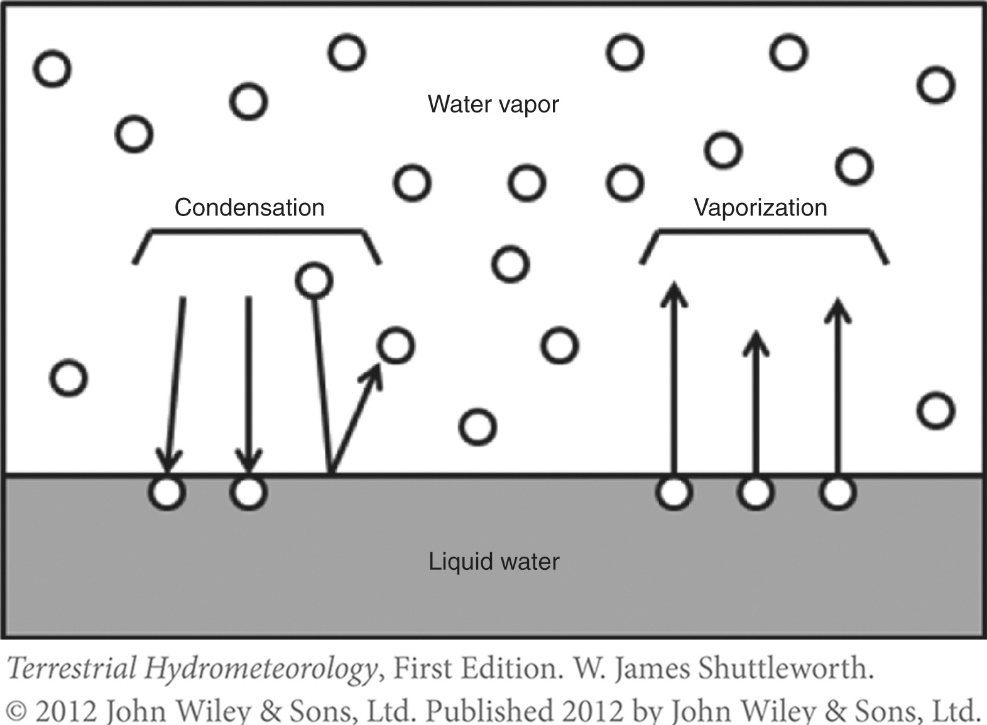 Water vapor
Condensation
Vaporization
Liquid water
Terrestrial Hydrometeorology, First Edition. W. James Shuttleworth.
© 2012 John Wiley & Sons, Ltd. Published 2012 by John Wiley & Sons, Ltd.